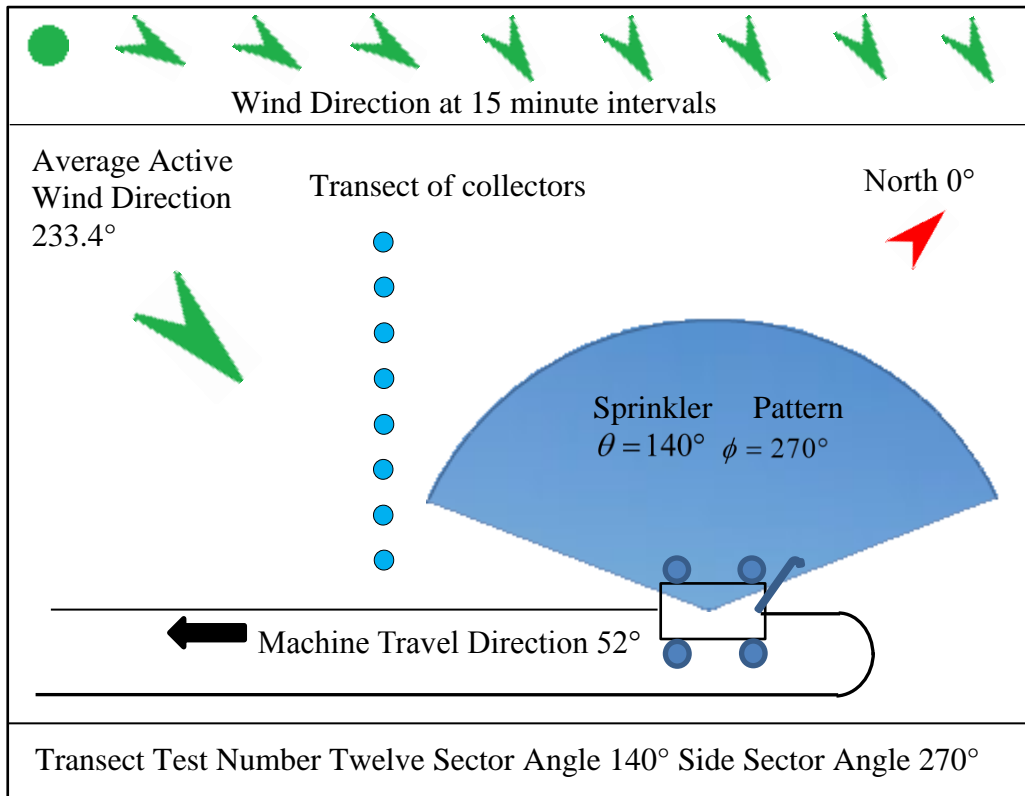 Wind Direction at 15 minute intervals
Average Active
Wind Direction
233.4°
Transect of collectors
North 0°
Sprinkler Pattern
θ = 140° ϕ = 270°
Machine Travel Direction 52°
Transect Test Number Twelve Sector Angle 140° Side Sector Angle 270°